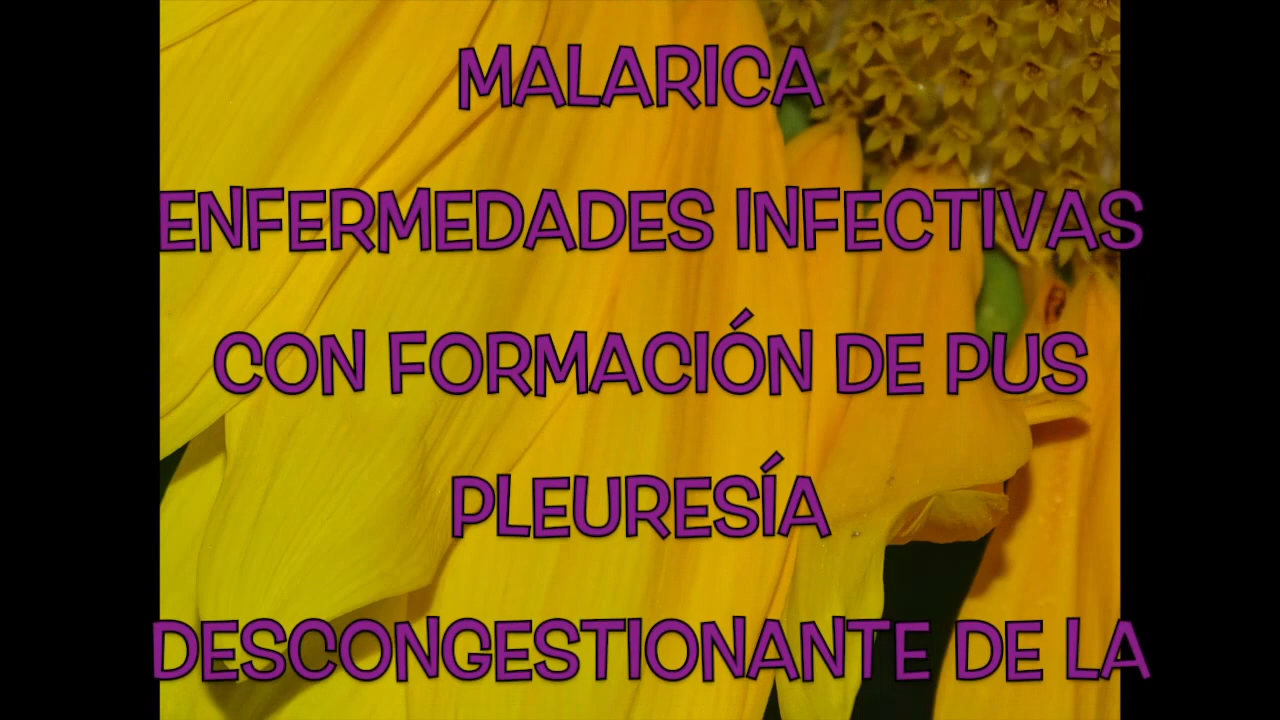 MALARICA
ENFERMEDADES INFECTIVAS
CON FORMACIÓN DE PUS
PLEURESÍA
DESCONGESTIONANTE DE LA